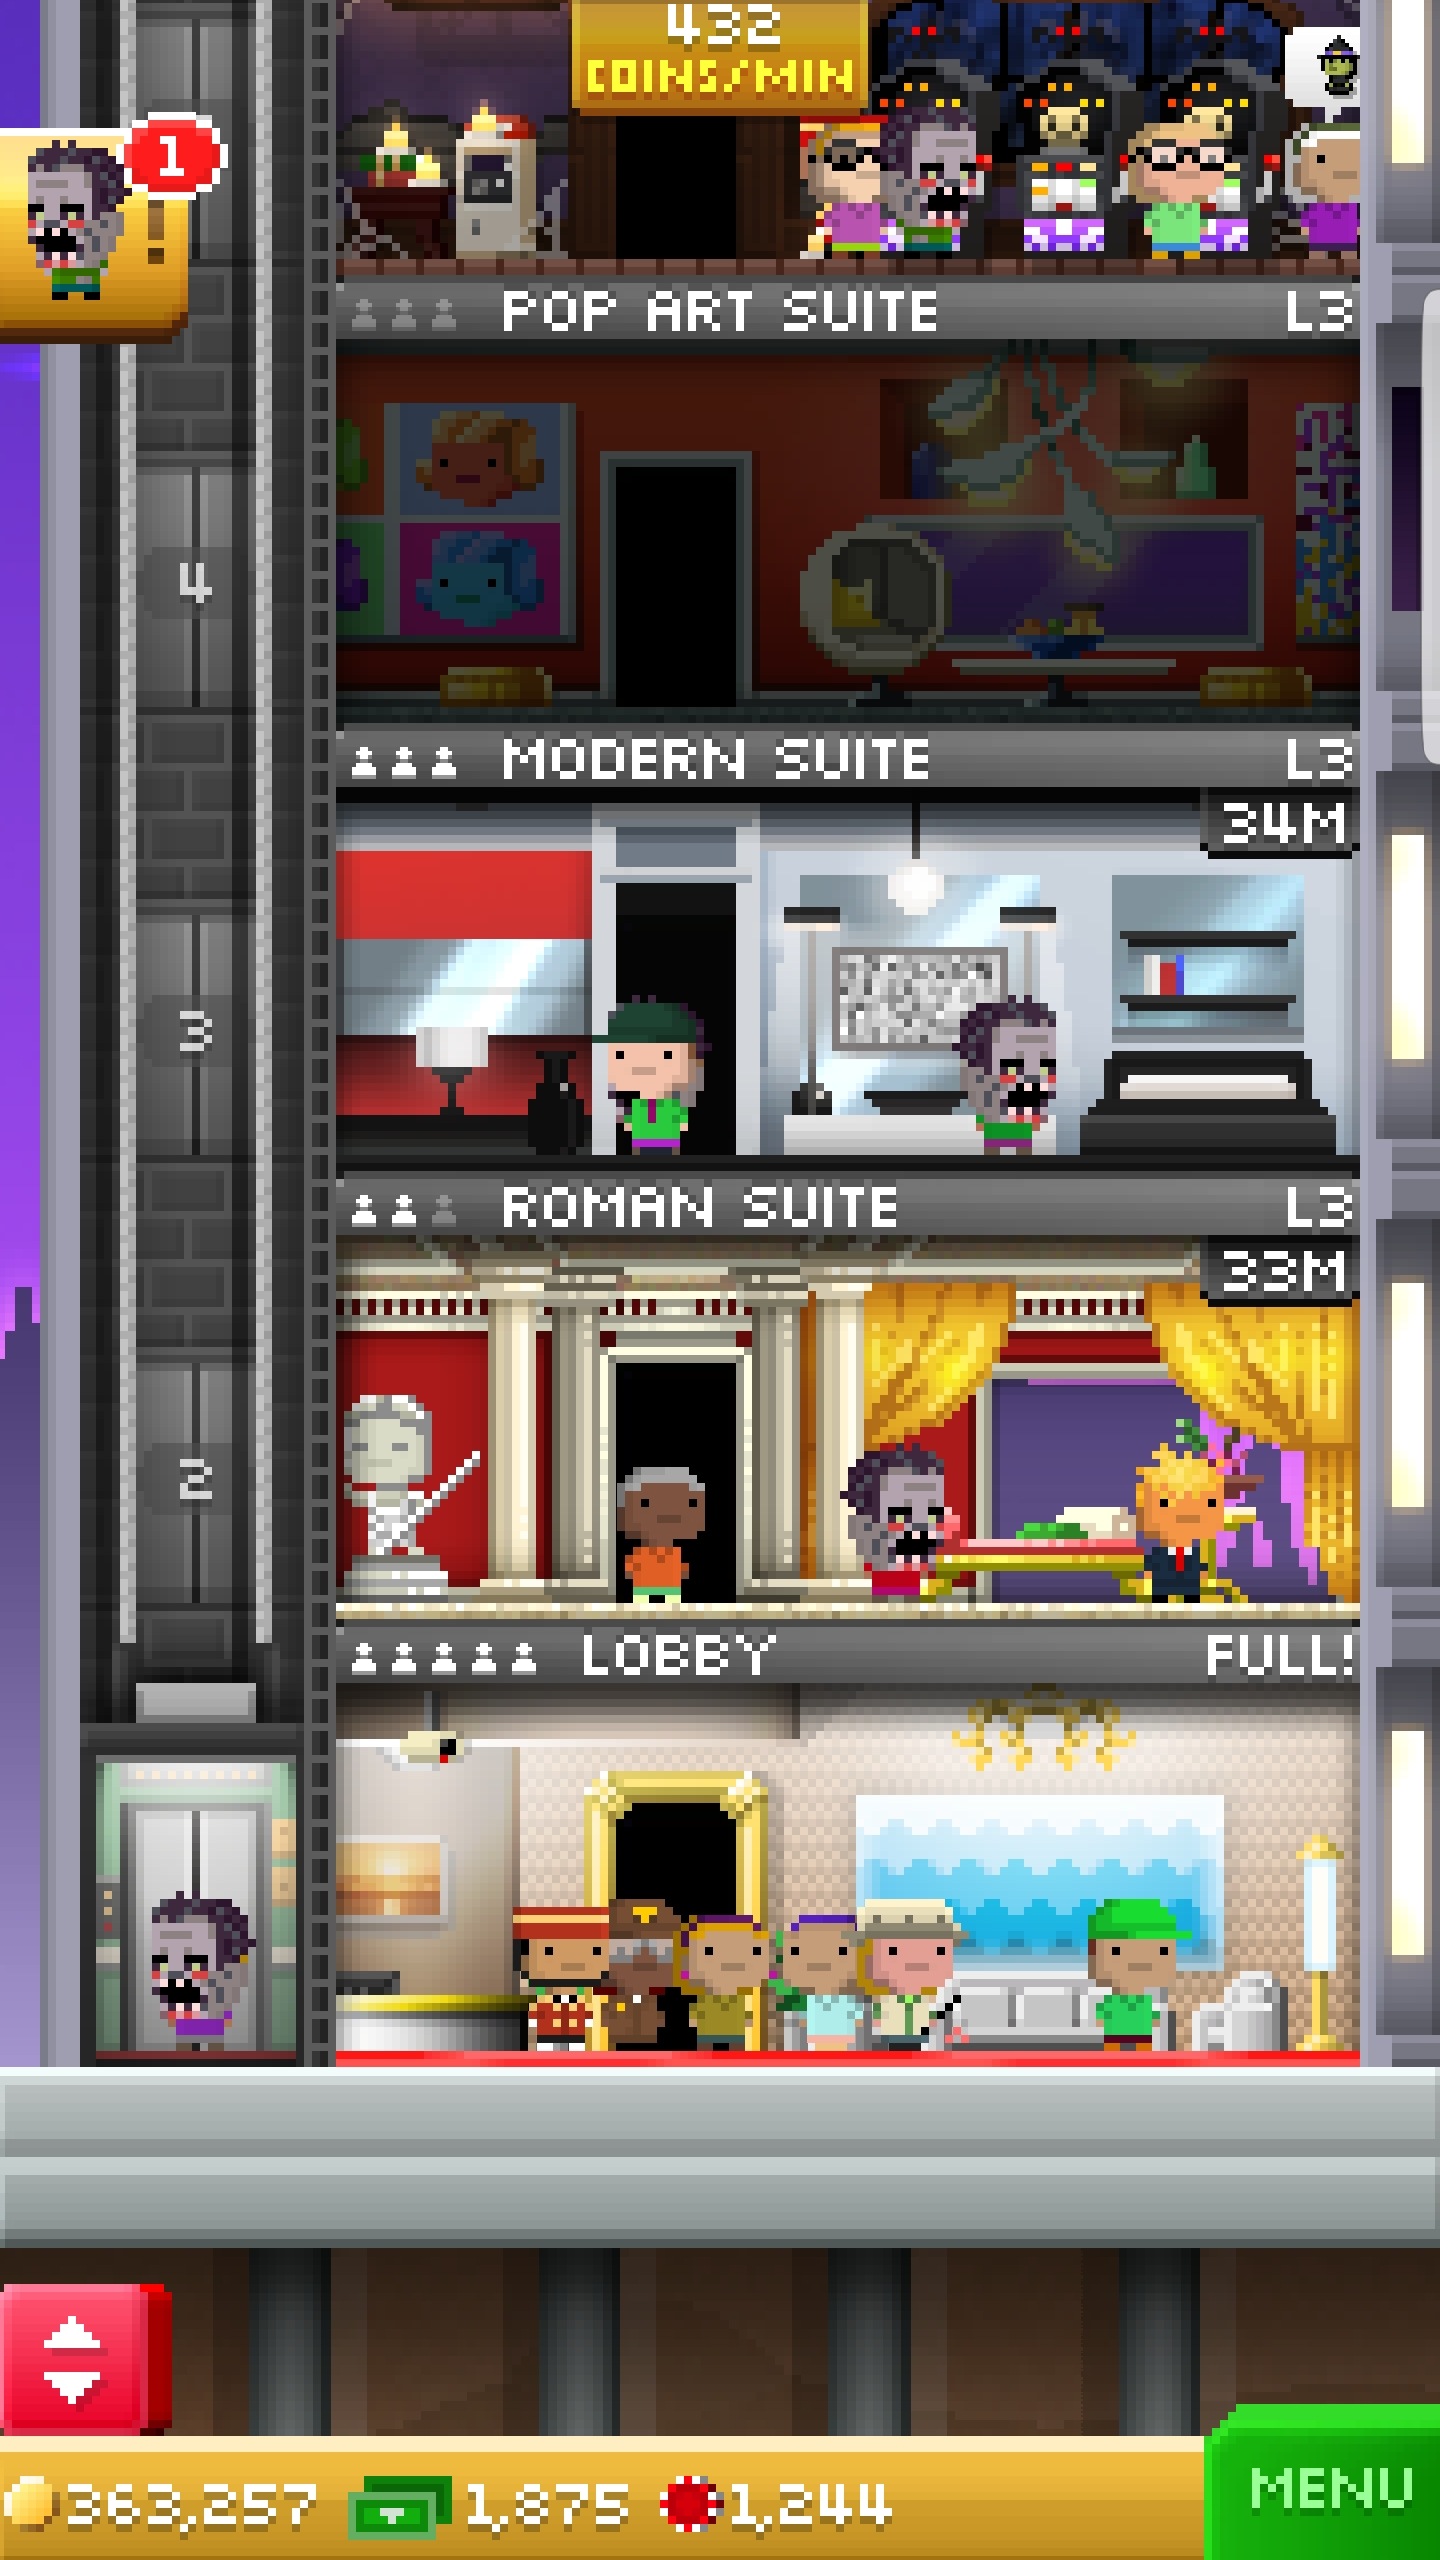 432
COINS/MIN
1
POP ART SUITE L3
4
MODERN SUITE L3
34M
3
ROMAN SUITE L3
33M
2
LOBBY FULL!
363,257 1,875 1,244
MENU